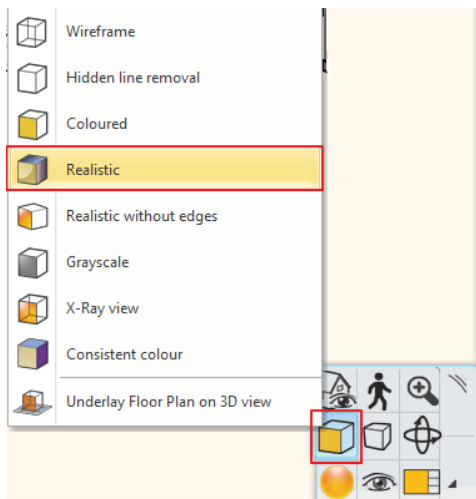 Wireframe
Hidden line removal
Coloured
Realistic
Realistic without edges
Grayscale
X-Ray view
Consistent colour
Underlay Floor Plan on 3D view